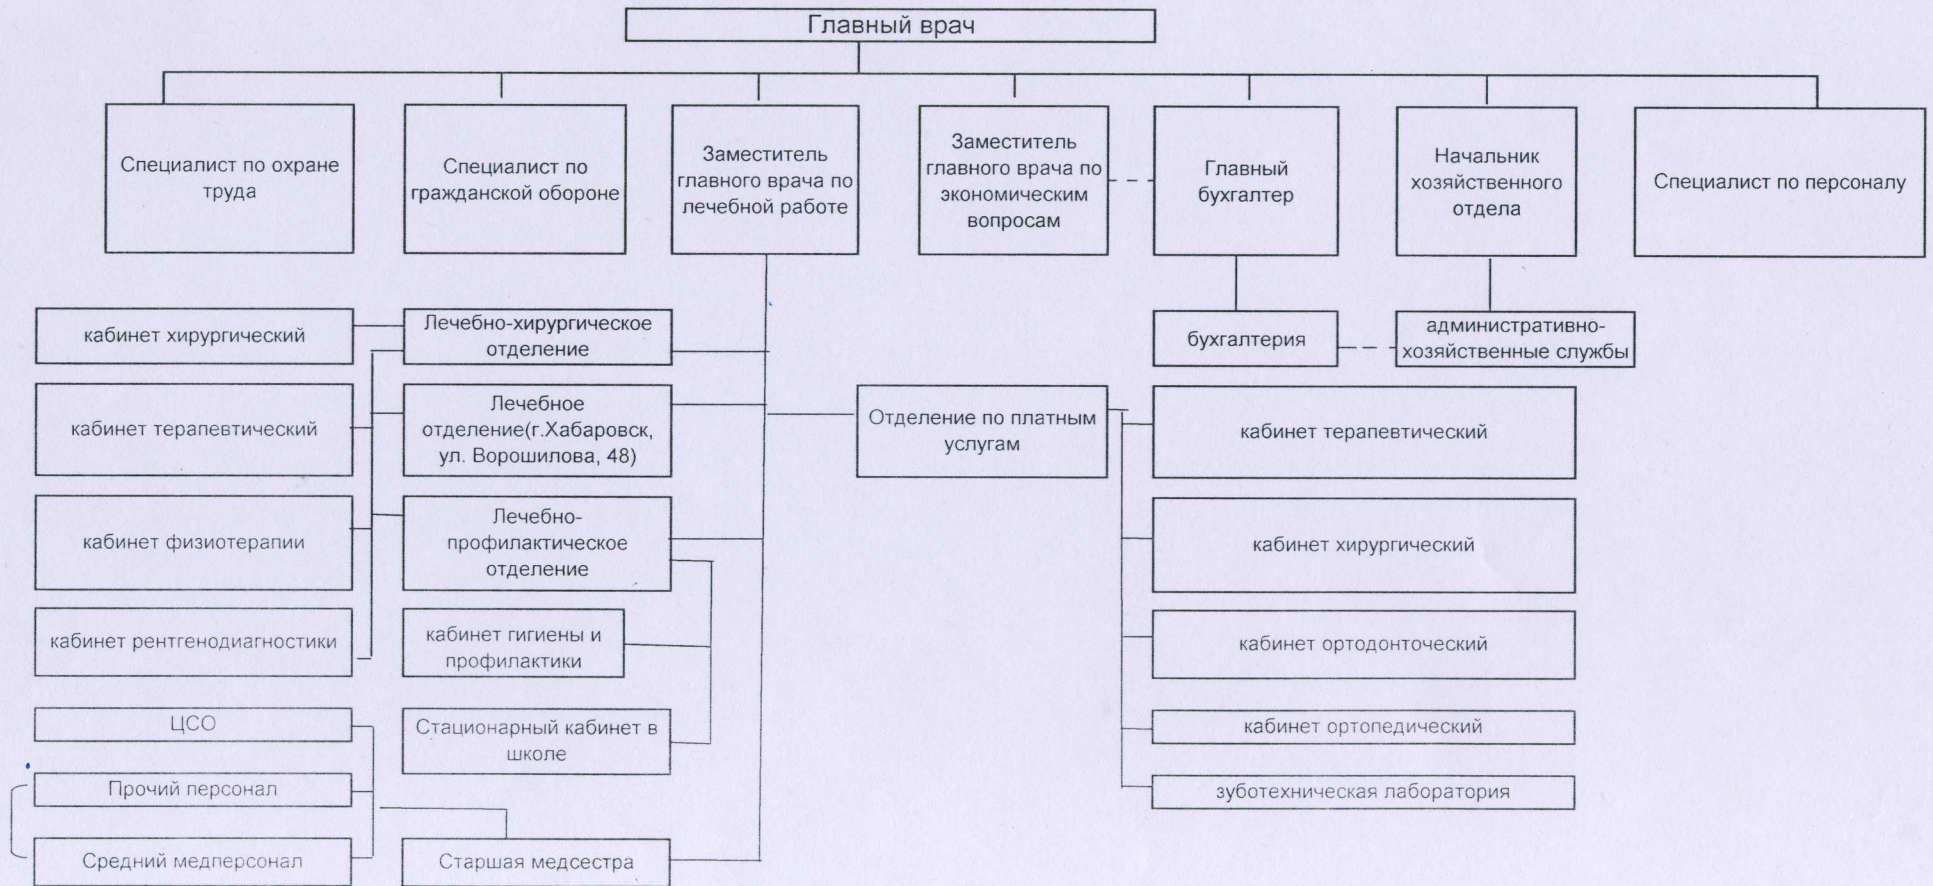 Главный врач
Специалист по охране
труда
Специалист по
гражданской обороне
Заместитель
главного врача по
лечебной работе
Заместитель
главного врача по
экономическим
вопросам
Главный
бухгалтер
Начальник
хозяйственного
отдела
Специалист по персоналу
кабинет хирургический
Лечебно-хирургическое
отделение
бухгалтерия
административно-
хозяйственные службы
кабинет терапевтический
Лечебное
отделение(г.Хабаровск,
ул. Ворошилова, 48)
Отделение по платным
услугам
кабинет терапевтический
кабинет физиотерапии
Лечебно-
профилактическое
отделение
кабинет хирургический
кабинет рентгенодиагностики
кабинет гигиены и
профилактики
кабинет ортодонточеский
ЦСО
Стационарный кабинет в
школе
кабинет ортопедический
Прочий персонал
зуботехническая лаборатория
Средний медперсонал
Старшая медсестра